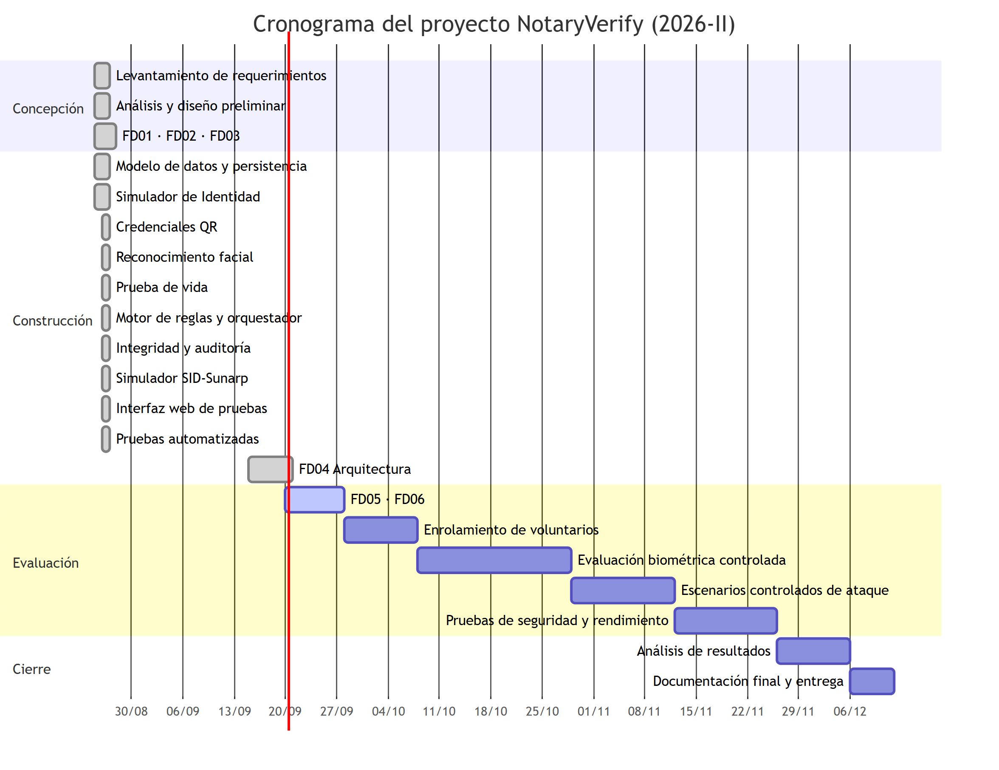 Cronograma del proyecto NotaryVerify (2026-II)
Concepción
Levantamiento de requerimientos
Análisis y diseño preliminar
FD01 · FD02 · FD03
Construcción
Modelo de datos y persistencia
Simulador de Identidad
Credenciales QR
Reconocimiento facial
Prueba de vida
Motor de reglas y orquestador
Integridad y auditoría
Simulador SID-Sunarp
Interfaz web de pruebas
Pruebas automatizadas
FD04 Arquitectura
Evaluación
FD05 · FD06
Enrolamiento de voluntarios
Evaluación biométrica controlada
Escenarios controlados de ataque
Pruebas de seguridad y rendimiento
Cierre
Análisis de resultados
Documentación final y entrega
30/08 06/09 13/09 20/09 27/09 04/10 11/10 18/10 25/10 01/11 08/11 15/11 22/11 29/11 06/12